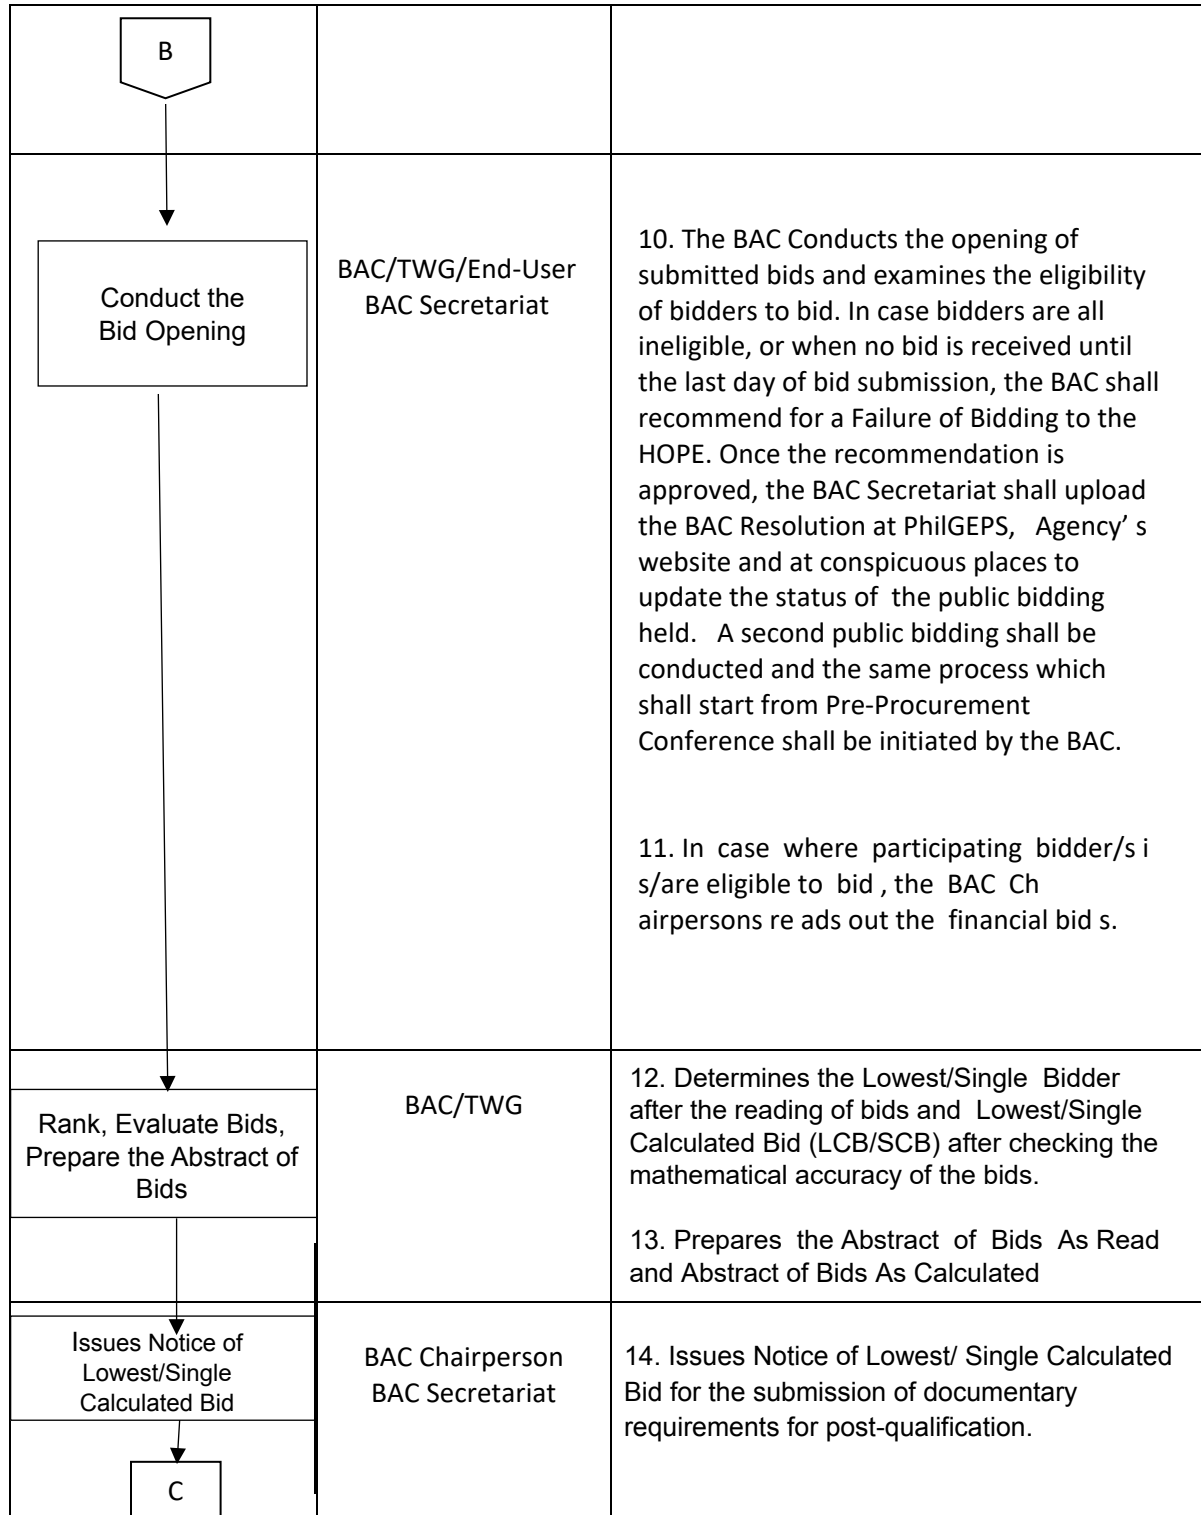 B
Conduct the
Bid Opening
BAC/TWG/End-User
BAC Secretariat
10. The BAC Conducts the opening of
submitted bids and examines the eligibility
of bidders to bid. In case bidders are all
ineligible, or when no bid is received until
the last day of bid submission, the BAC shall
recommend for a Failure of Bidding to the
HOPE. Once the recommendation is
approved, the BAC Secretariat shall upload
the BAC Resolution at PhilGEPS, Agency’ s
website and at conspicuous places to
update the status of the public bidding
held. A second public bidding shall be
conducted and the same process which
shall start from Pre-Procurement
Conference shall be initiated by the BAC.
11. In case where participating bidder/s i
s/are eligible to bid , the BAC Ch
airpersons re ads out the financial bid s.
Rank, Evaluate Bids,
Prepare the Abstract of
Bids
BAC/TWG
12. Determines the Lowest/Single Bidder
after the reading of bids and Lowest/Single
Calculated Bid (LCB/SCB) after checking the
mathematical accuracy of the bids.
13. Prepares the Abstract of Bids As Read
and Abstract of Bids As Calculated
Issues Notice of
Lowest/Single
Calculated Bid
BAC Chairperson
BAC Secretariat
14. Issues Notice of Lowest/ Single Calculated
Bid for the submission of documentary
requirements for post-qualification.
C